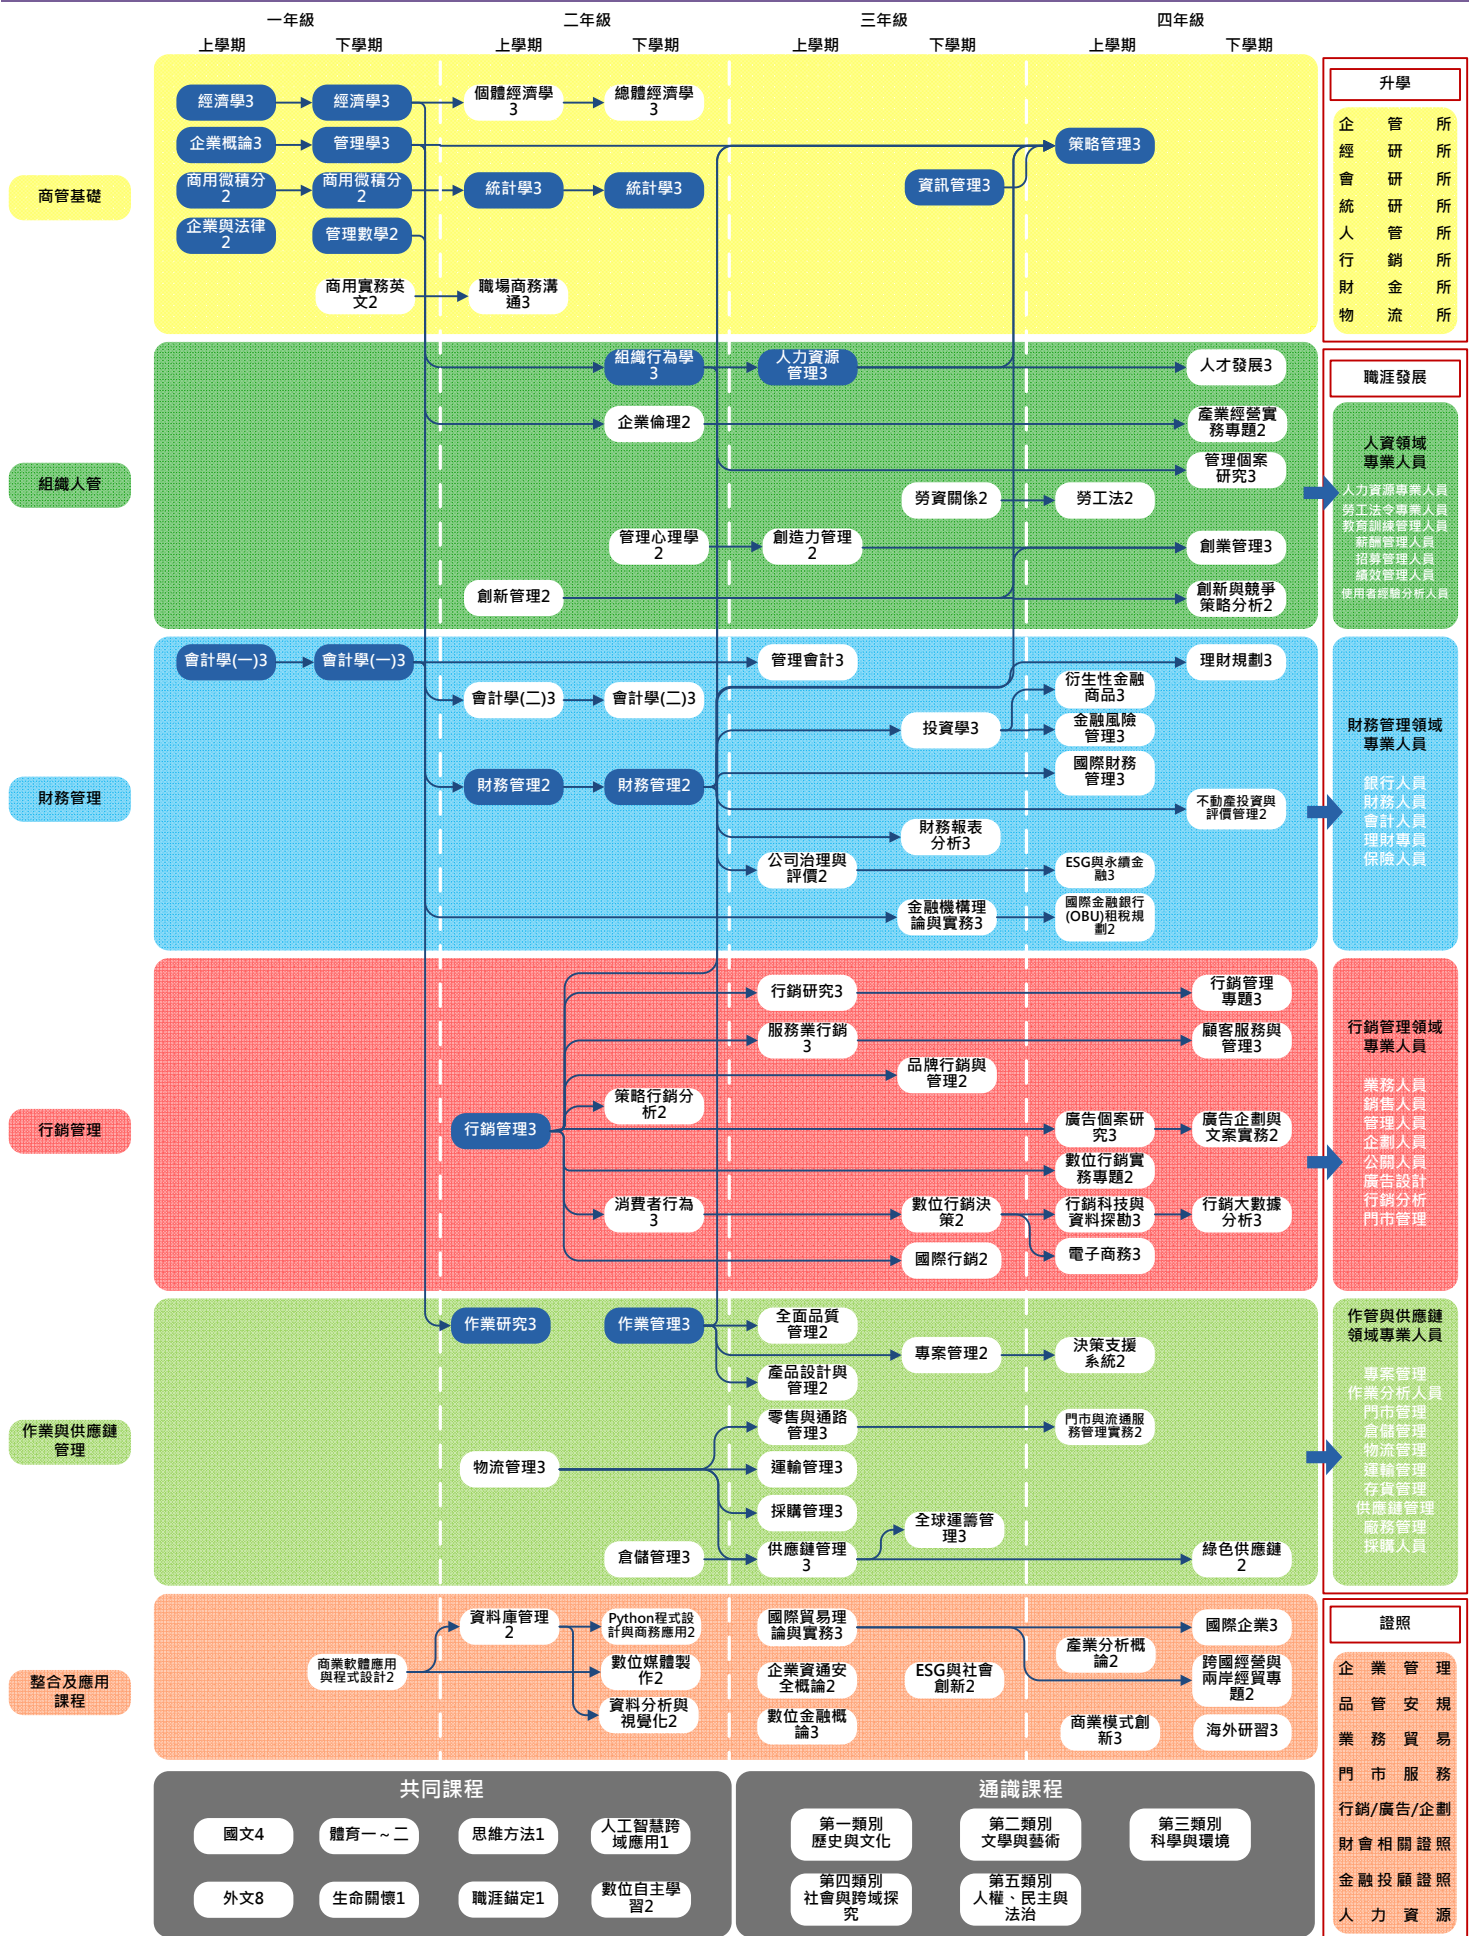 一年級
二年級
三年級
四年級
上學期
下學期
上學期
下學期
上學期
下學期
上學期
下學期
商管基礎
經濟學3
經濟學3
個體經濟學
3
總體經濟學
3
企業概論3
管理學3
策略管理3
商用微積分
2
商用微積分
2
統計學3
統計學3
資訊管理3
企業與法律
2
管理數學2
商用實務英
文2
職場商務溝
通3
升學
企管所
經研所
會研所
統研所
人管所
行銷所
財金所
物流所
組織人管
組織行為學
3
人力資源
管理3
人才發展3
企業倫理2
產業經營實
務專題2
管理個案
研究3
勞資關係2
勞工法2
管理心理學
2
創造力管理
2
創業管理3
創新管理2
創新與競爭
策略分析2
職涯發展
人資領域
專業人員
人力資源專業人員
勞工法令專業人員
教育訓練管理人員
薪酬管理人員
招募管理人員
績效管理人員
使用者經驗分析人員
財務管理
會計學(一)3
會計學(一)3
管理會計3
理財規劃3
會計學(二)3
會計學(二)3
衍生性金融
商品3
投資學3
金融風險
管理3
財務管理2
財務管理2
國際財務
管理3
不動產投資與
評價管理2
財務報表
分析3
公司治理與
評價2
ESG與永續金
融3
金融機構理
論與實務3
國際金融銀行
(OBU)租稅規
劃2
財務管理領域
專業人員
銀行人員
財務人員
會計人員
理財專員
保險人員
行銷管理
行銷研究3
行銷管理
專題3
服務業行銷
3
顧客服務與
管理3
品牌行銷與
管理2
策略行銷分
析2
行銷管理3
廣告個案研
究3
廣告企劃與
文案實務2
數位行銷實
務專題2
消費者行為
3
數位行銷決
策2
行銷科技與
資料探勘3
行銷大數據
分析3
國際行銷2
電子商務3
行銷管理領域
專業人員
業務人員
銷售人員
管理人員
企劃人員
公關人員
廣告設計
行銷分析
門市管理
作業與供應鏈
管理
作業研究3
作業管理3
全面品質
管理2
專案管理2
決策支援
系統2
產品設計與
管理2
零售與通路
管理3
門市與流通服
務管理實務2
物流管理3
運輸管理3
採購管理3
全球運籌管
理3
倉儲管理3
供應鏈管理
3
綠色供應鏈
2
作管與供應鏈
領域專業人員
專案管理
作業分析人員
門市管理
倉儲管理
物流管理
運輸管理
存貨管理
供應鏈管理
廠務管理
採購人員
整合及應用
課程
資料庫管理
2
Python程式設
計與商務應用2
國際貿易理
論與實務3
國際企業3
商業軟體應用
與程式設計2
數位媒體製
作2
企業資通安
全概論2
ESG與社會
創新2
產業分析概
論2
跨國經營與
兩岸經貿專
題2
資料分析與
視覺化2
數位金融概
論3
商業模式創
新3
海外研習3
證照
企業管理
品管安規
業務貿易
門市服務
行銷/廣告/企劃
財會相關證照
金融投顧證照
人力資源
共同課程
國文4
體育一～二
思維方法1
人工智慧跨
域應用1
外文8
生命關懷1
職涯錨定1
數位自主學
習2
通識課程
第一類別
歷史與文化
第二類別
文學與藝術
第三類別
科學與環境
第四類別
社會與跨域探
究
第五類別
人權、民主與
法治